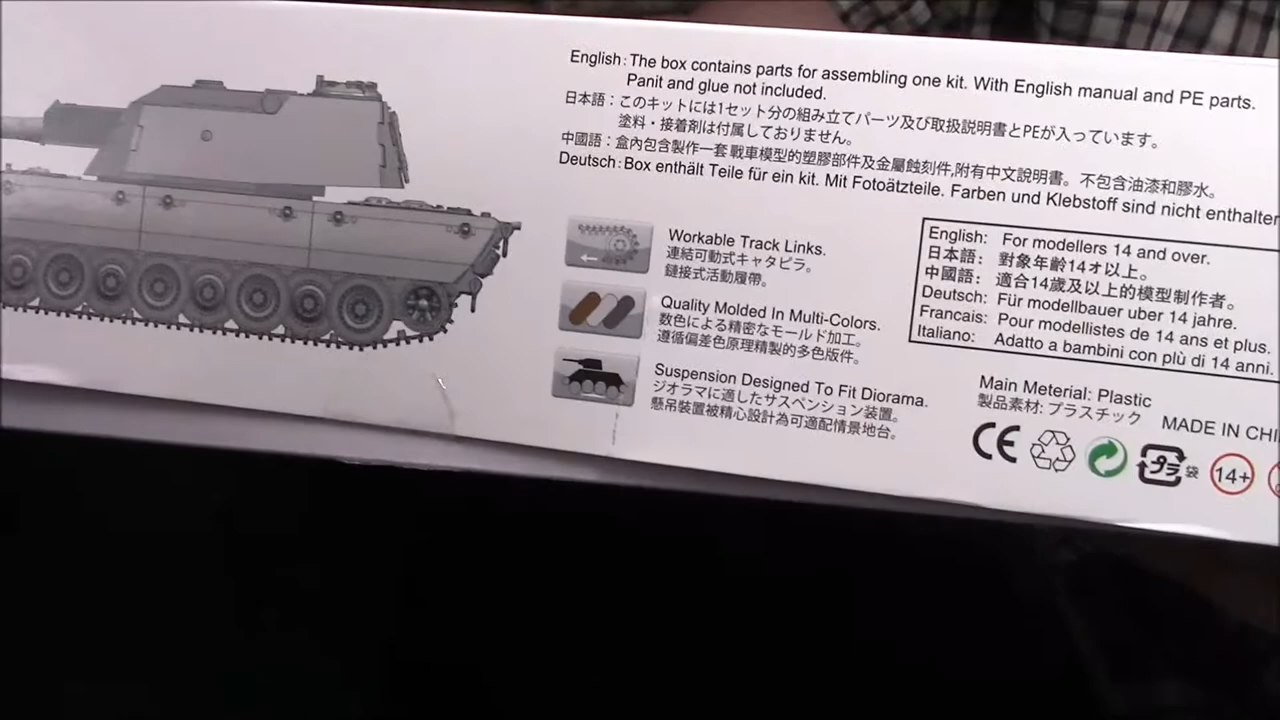 English: The box contains parts for assembling one kit. With English manual and PE parts.
Panit and glue not included.
日本語：このキットには1セット分の組み立てパーツ及び取扱説明書とPEが入っています。
塗料・接着剤は付属しておりません。
中國語：盒內包含製作一套戰車模型的塑膠部件及金屬蝕刻件,附有中文說明書。不包含油漆和膠水。
Deutsch: Box enthält Teile für ein kit. Mit Fotoätzteile. Farben und Klebstoff sind nicht enthalten
Workable Track Links.
連結可動式キャタピラ。
鏈接式活動履帶。
Quality Molded In Multi-Colors.
数色による精密なモールド加工。
遵循偏差色原理精製的多色版件。
Suspension Designed To Fit Diorama.
ジオラマに適したサスペンション装置。
懸吊裝置被精心設計為可適配情景地台。
English: For modellers 14 and over.
日本語: 對象年齡14才以上。
中國語: 適合14歲及以上的模型制作者。
Deutsch: Für modellbauer uber 14 jahre.
Francais: Pour modellistes de 14 ans et plus.
Italiano: Adatto a bambini con plù di 14 anni.
Main Meterial: Plastic
製品素材: プラスチック
MADE IN CHI
CE
プラ 袋
14+